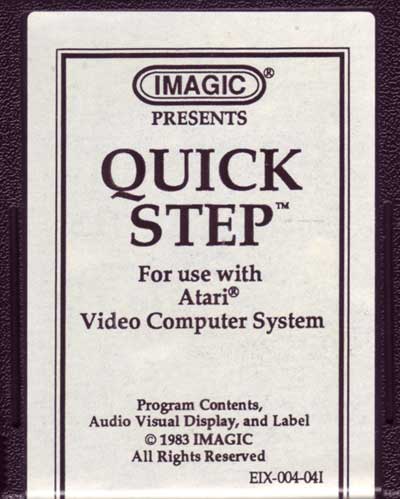 IMAGIC®
PRESENTS
QUICK
STEP™
For use with
Atari®
Video Computer System
Program Contents,
Audio Visual Display, and Label
© 1983 IMAGIC
All Rights Reserved
EIX-004-04I